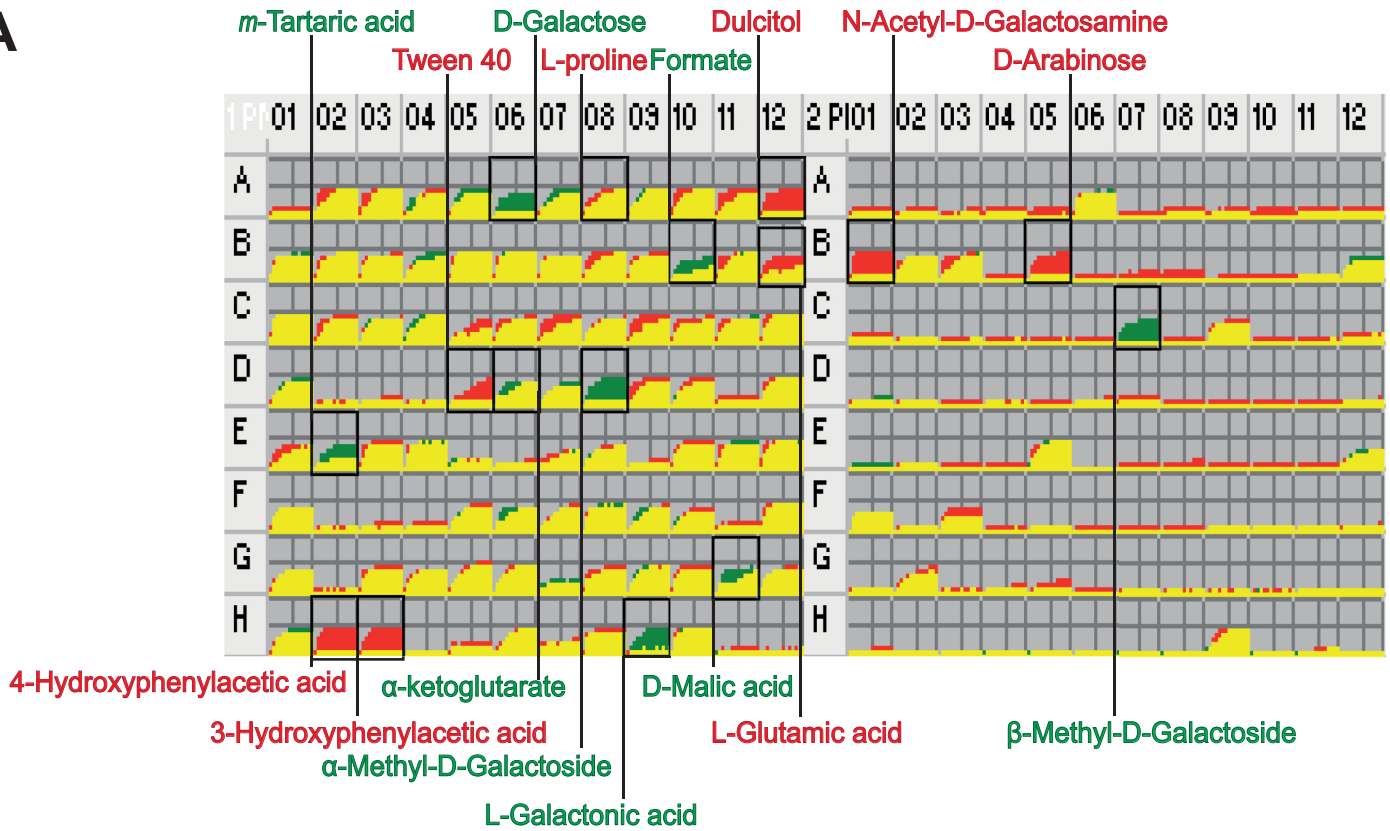 A
m-Tartaric acid D-Galactose Dulcitol N-Acetyl-D-Galactosamine
Tween 40 L-proline Formate D-Arabinose
1 PM 01 02 03 04 05 06 07 08 09 10 11 12 2 PM 01 02 03 04 05 06 07 08 09 10 11 12
A A
B B
C C
D D
E E
F F
G G
H H
4-Hydroxyphenylacetic acid α-ketoglutarate D-Malic acid
3-Hydroxyphenylacetic acid L-Glutamic acid β-Methyl-D-Galactoside
α-Methyl-D-Galactoside
L-Galactonic acid